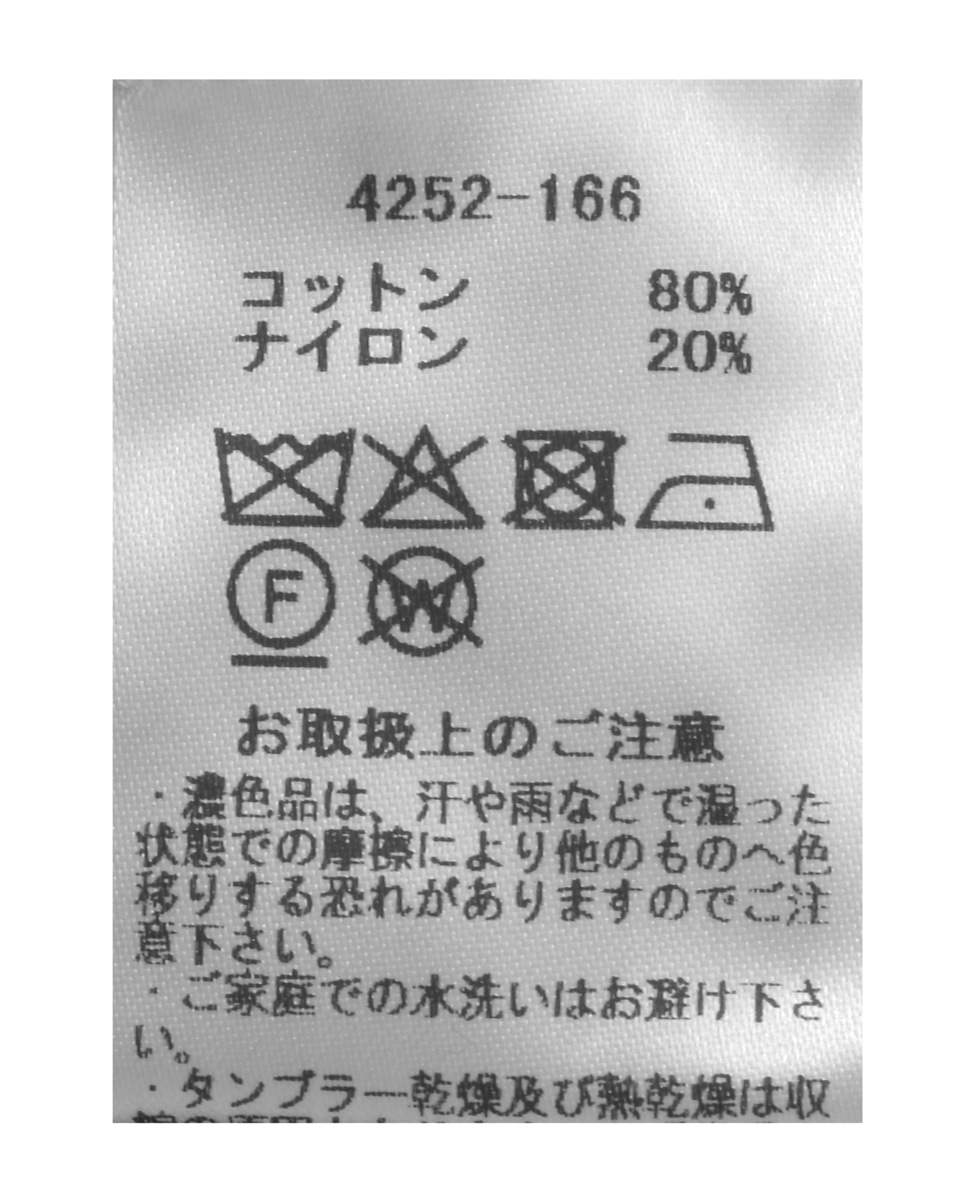 4252-166
コットン 80%
ナイロン 20%
F
W
お取扱上のご注意
・濃色品は、汗や雨などで湿った
状態での摩擦により他のものへ色
移りする恐れがありますのでご注
意下さい。
・ご家庭での水洗いはお避け下さ
い。
・タンブラー乾燥及び熱乾燥は収